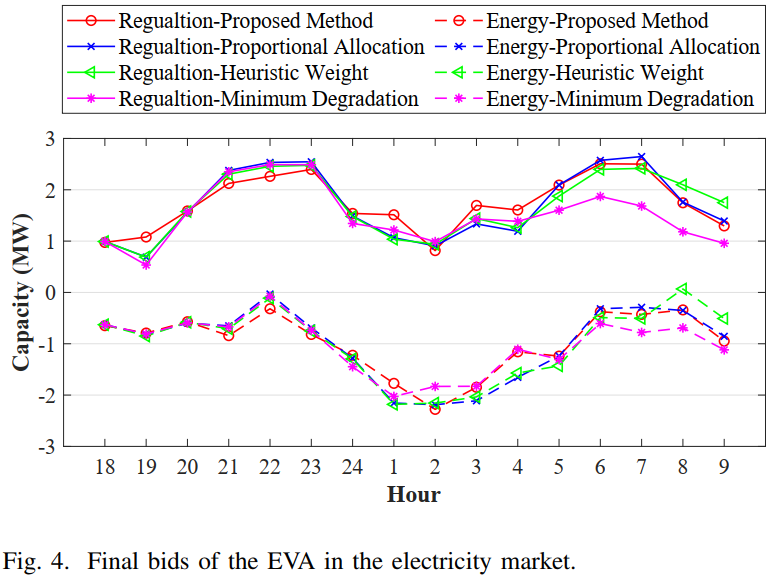 Regualtion-Proposed Method Energy-Proposed Method
Regualtion-Proportional Allocation Energy-Proportional Allocation
Regualtion-Heuristic Weight Energy-Heuristic Weight
Regualtion-Minimum Degradation Energy-Minimum Degradation
3
2
1
0
-1
-2
-3
Capacity (MW)
18 19 20 21 22 23 24 1 2 3 4 5 6 7 8 9
Hour
Fig. 4. Final bids of the EVA in the electricity market.